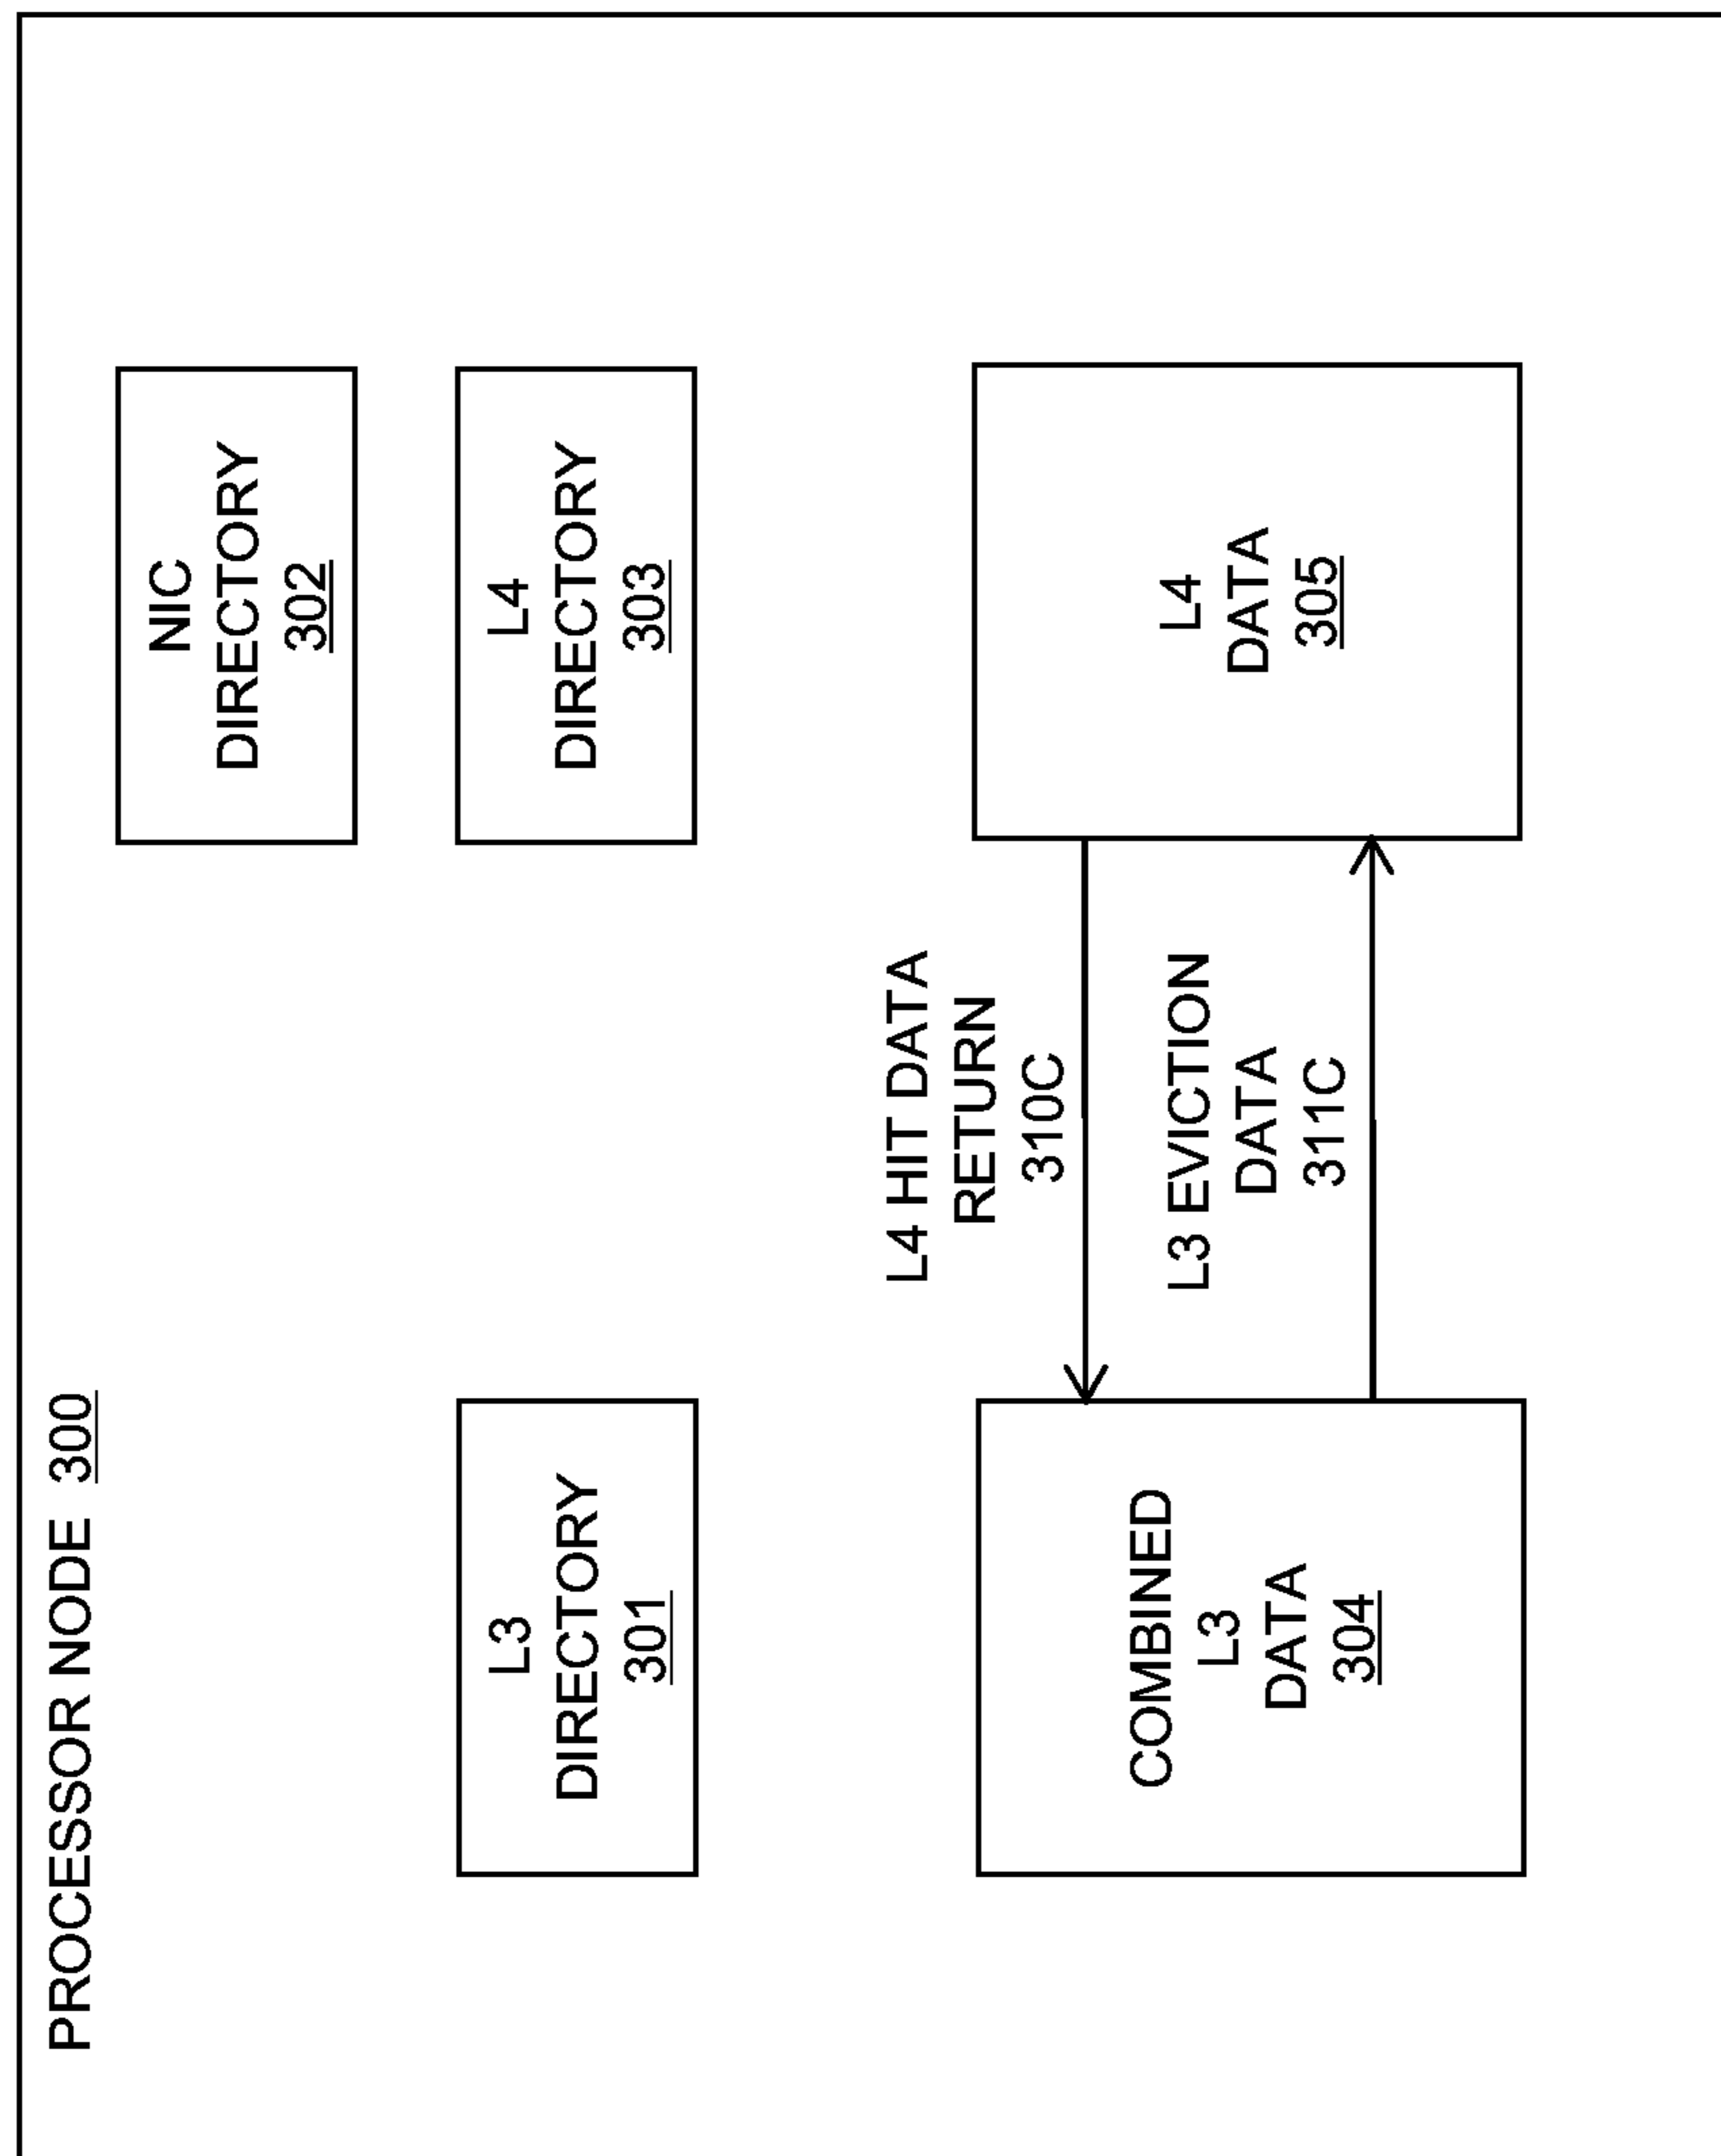 PROCESSOR NODE 300
NIC
DIRECTORY
302
L3
DIRECTORY
301
L4
DIRECTORY
303
L4 HIT DATA
RETURN
310C
COMBINED
L3
DATA
304
L3 EVICTION
DATA
311C
L4
DATA
305